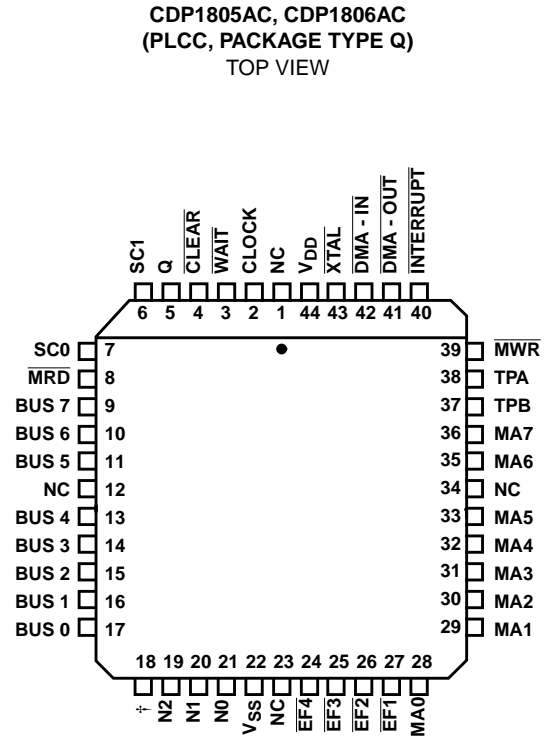 CDP1805AC, CDP1806AC
(PLCC, PACKAGE TYPE Q)
TOP VIEW
SC1 Q CLEAR WAIT CLOCK NC VDD XTAL DMA - IN DMA - OUT INTERRUPT
6 5 4 3 2 1 44 43 42 41 40
SC0 7 39 MWR
MRD 8 38 TPA
BUS 7 9 37 TPB
BUS 6 10 36 MA7
BUS 5 11 35 MA6
NC 12 34 NC
BUS 4 13 33 MA5
BUS 3 14 32 MA4
BUS 2 15 31 MA3
BUS 1 16 30 MA2
BUS 0 17 29 MA1
18 19 20 21 22 23 24 25 26 27 28
† N2 N1 N0 VSS NC EF4 EF3 EF2 EF1 MA0